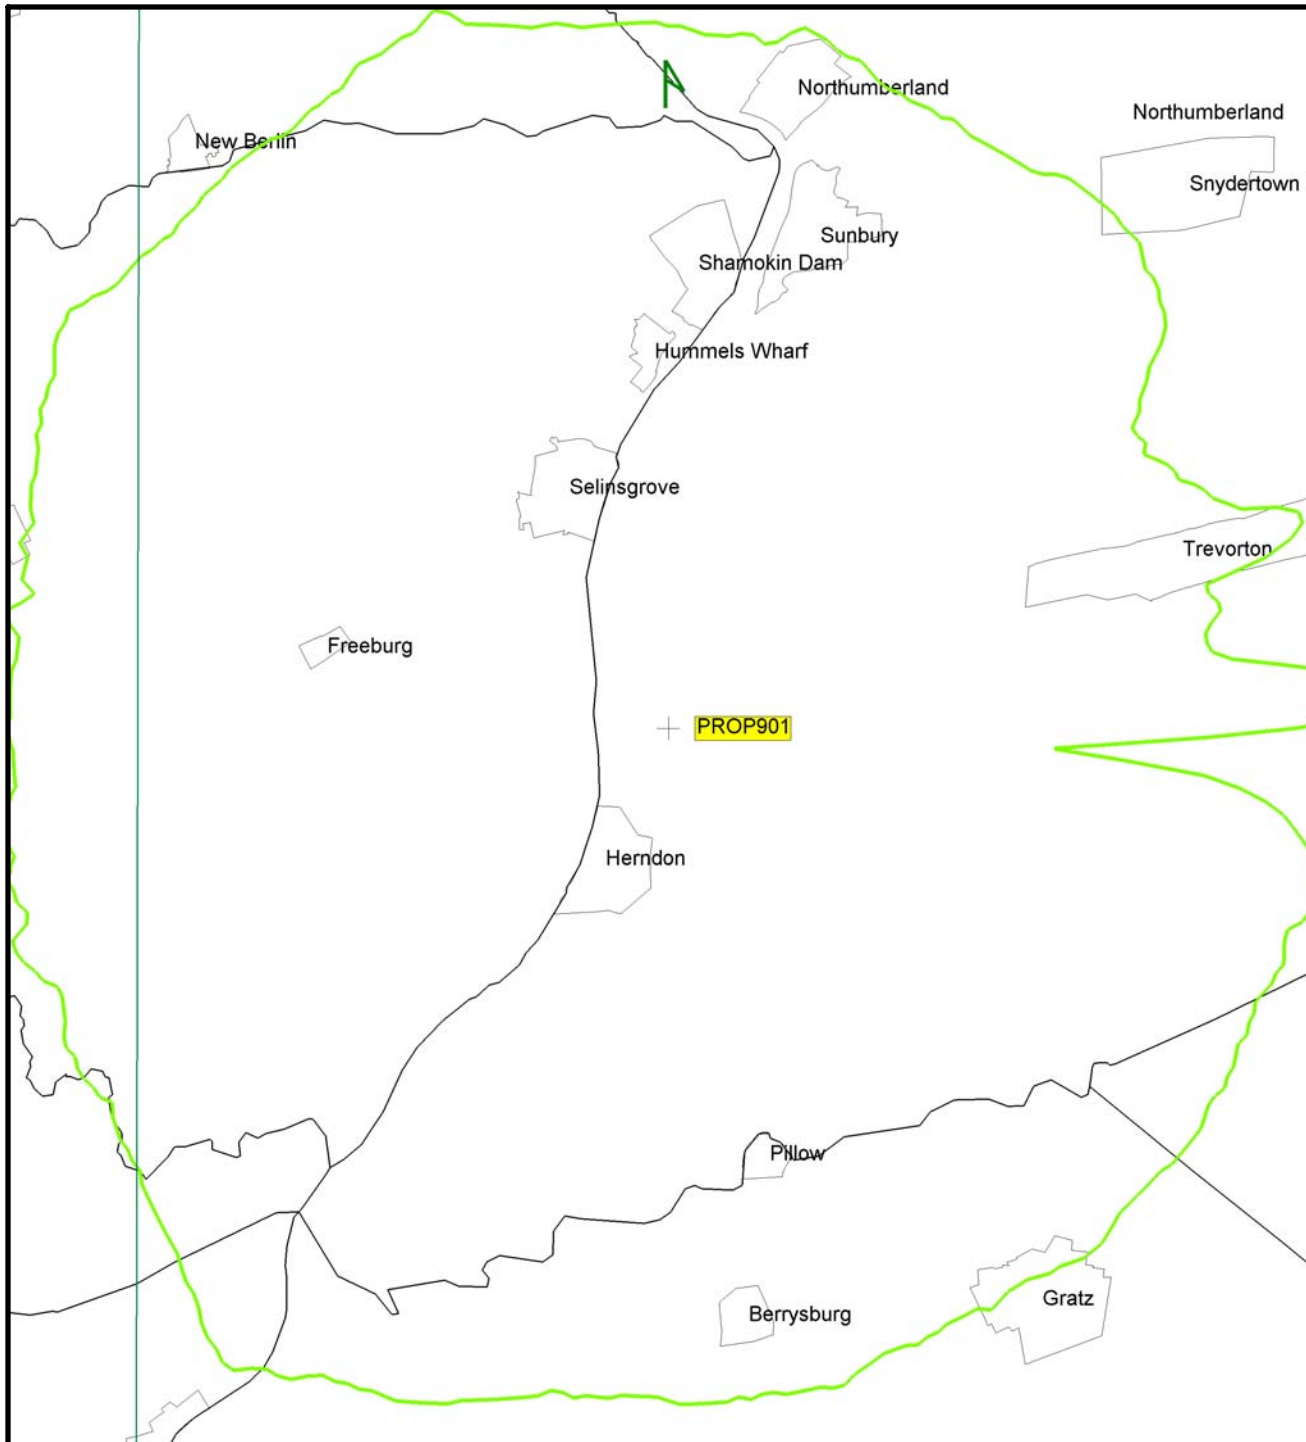 Northumberland
Northumberland
New Berlin
Snydertown
Sunbury
Shamokin Dam
Hummels Wharf
Selinsgrove
Trevorton
Freeburg
PROP901
Herndon
Pillow
Gratz
Berrysburg